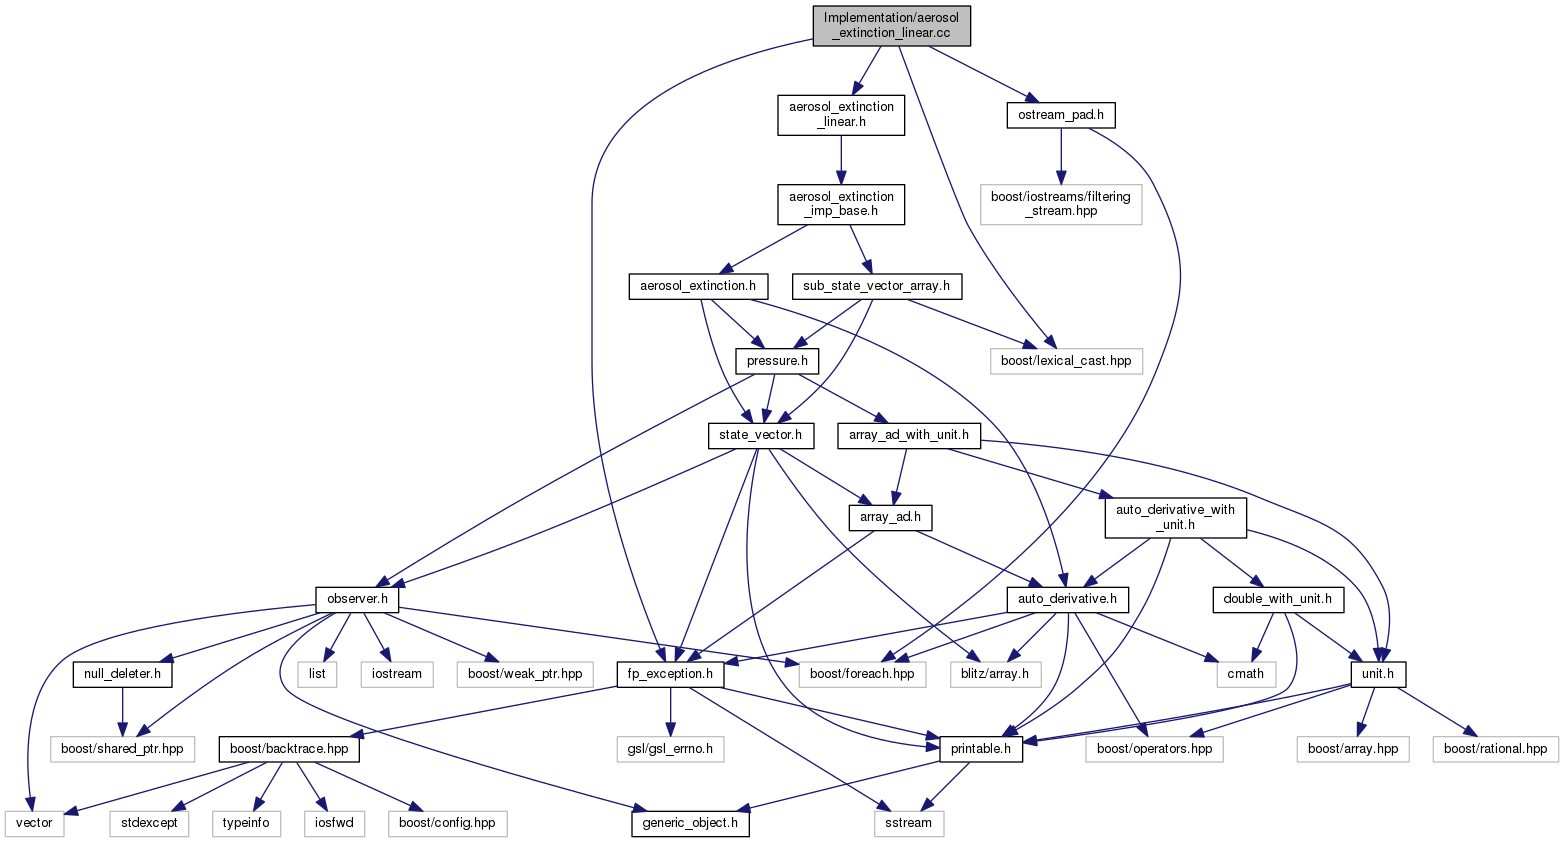 Implementation/aerosol
_extinction_linear.cc
aerosol_extinction
_linear.h
ostream_pad.h
aerosol_extinction
_imp_base.h
boost/iostreams/filtering
_stream.hpp
aerosol_extinction.h
sub_state_vector_array.h
pressure.h
boost/lexical_cast.hpp
state_vector.h
array_ad_with_unit.h
array_ad.h
auto_derivative_with
_unit.h
observer.h
auto_derivative.h
double_with_unit.h
null_deleter.h
list
iostream
boost/weak_ptr.hpp
fp_exception.h
boost/foreach.hpp
blitz/array.h
cmath
unit.h
boost/shared_ptr.hpp
boost/backtrace.hpp
gsl/gsl_errno.h
printable.h
boost/operators.hpp
boost/array.hpp
boost/rational.hpp
vector
stdexcept
typeinfo
iosfwd
boost/config.hpp
generic_object.h
sstream